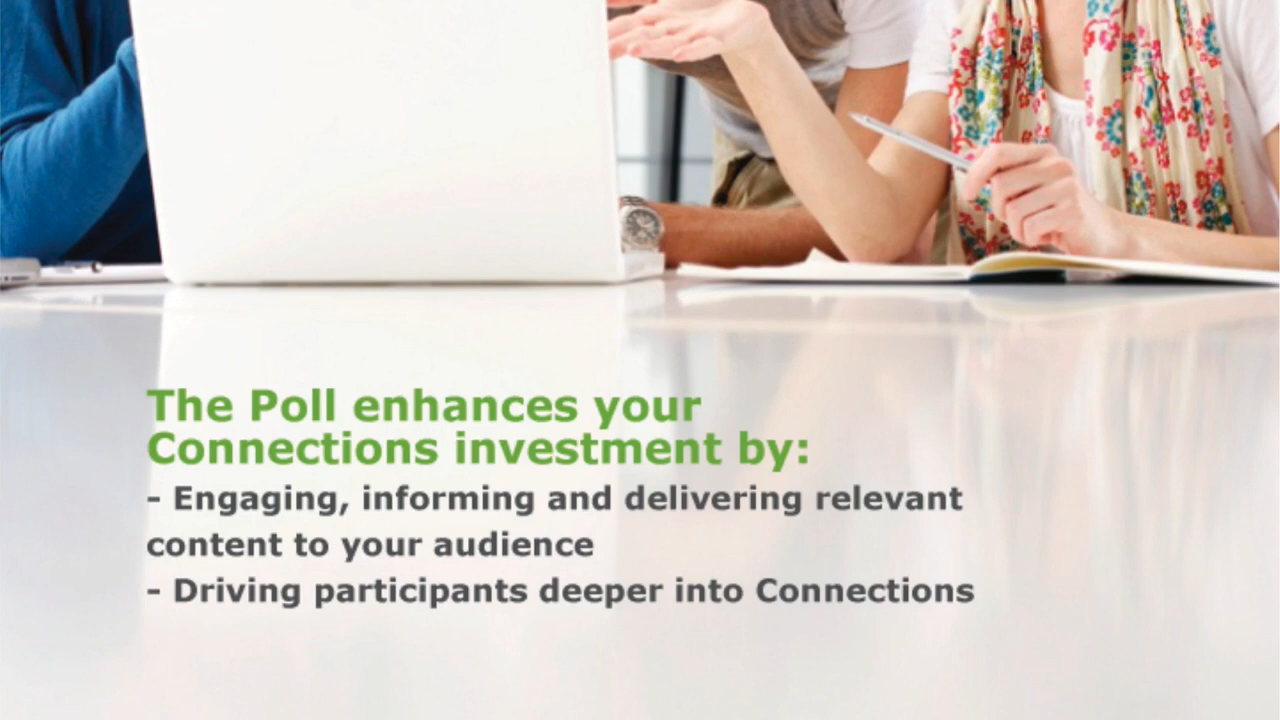 The Poll enhances your
Connections investment by:
- Engaging, informing and delivering relevant
content to your audience
- Driving participants deeper into Connections